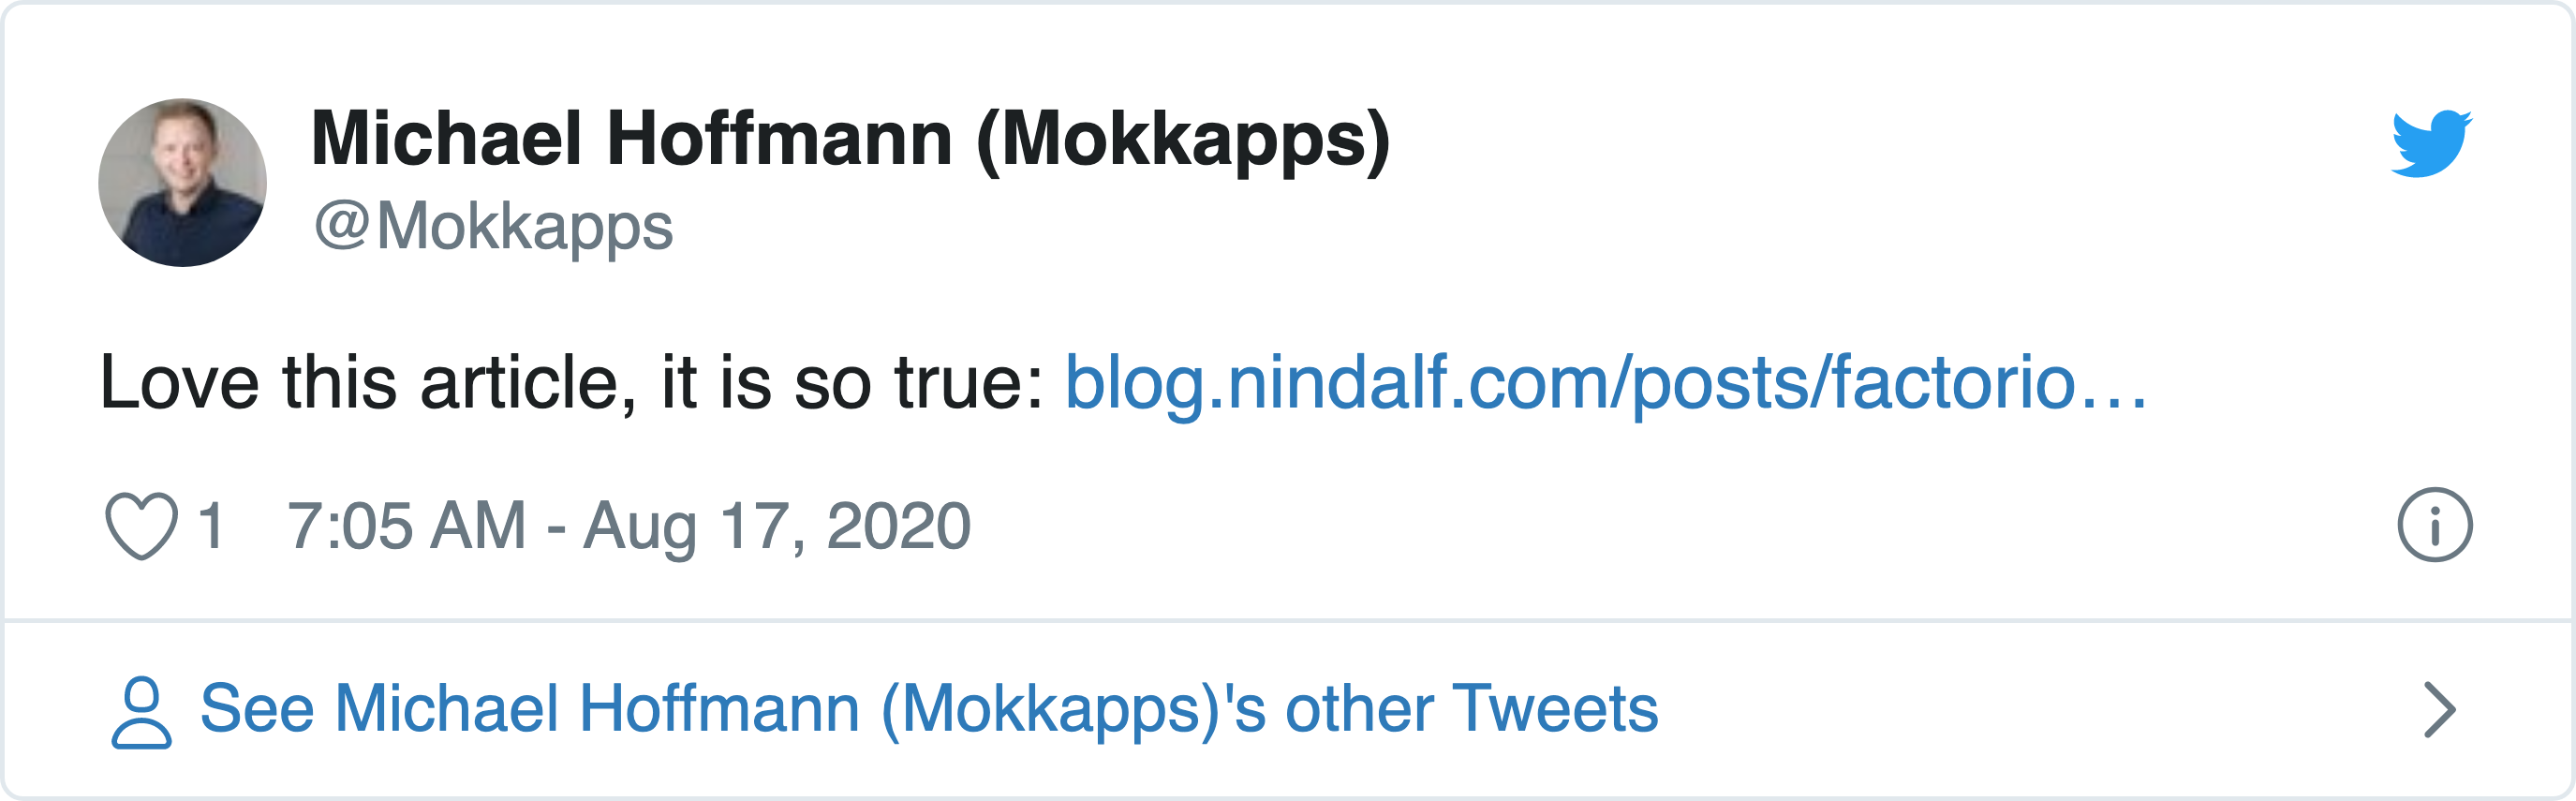 Michael Hoffmann (Mokkapps)
@Mokkapps
Love this article, it is so true: blog.nindalf.com/posts/factorio…
1 7:05 AM - Aug 17, 2020
See Michael Hoffmann (Mokkapps)'s other Tweets